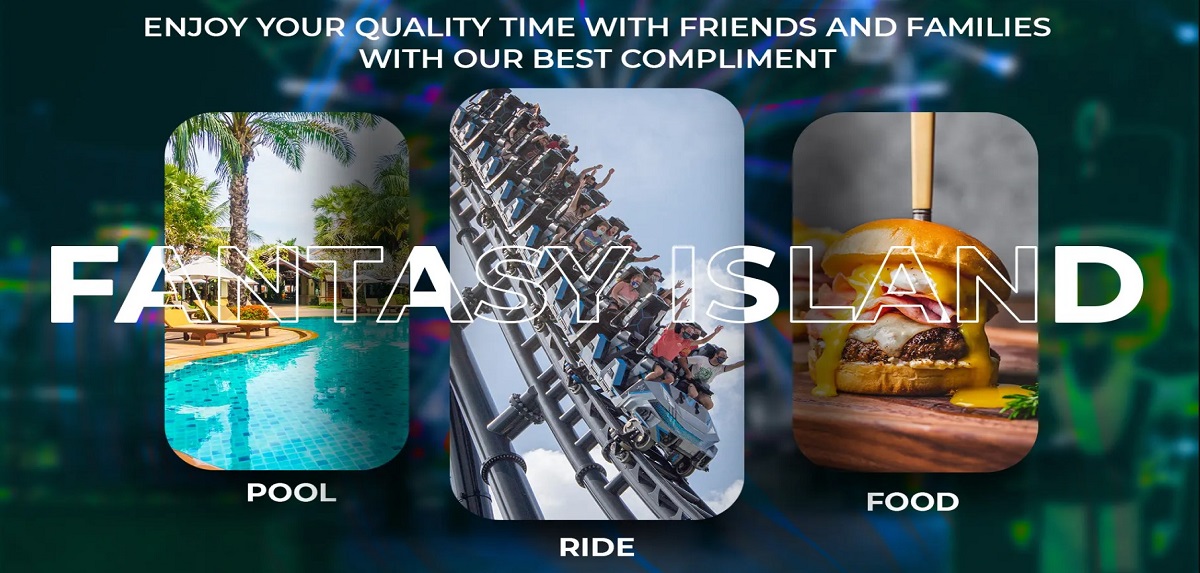 ENJOY YOUR QUALITY TIME WITH FRIENDS AND FAMILIES
WITH OUR BEST COMPLIMENT
FANTASY ISLAND
POOL
RIDE
FOOD